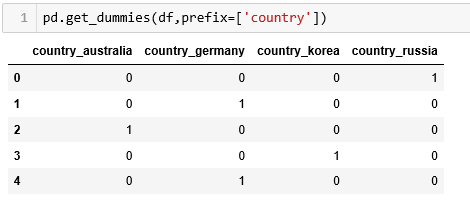 1 pd.get_dummies(df,prefix=['country'])
country_australia country_germany country_korea country_russia
0 0 0 0 1
1 0 1 0 0
2 1 0 0 0
3 0 0 1 0
4 0 1 0 0